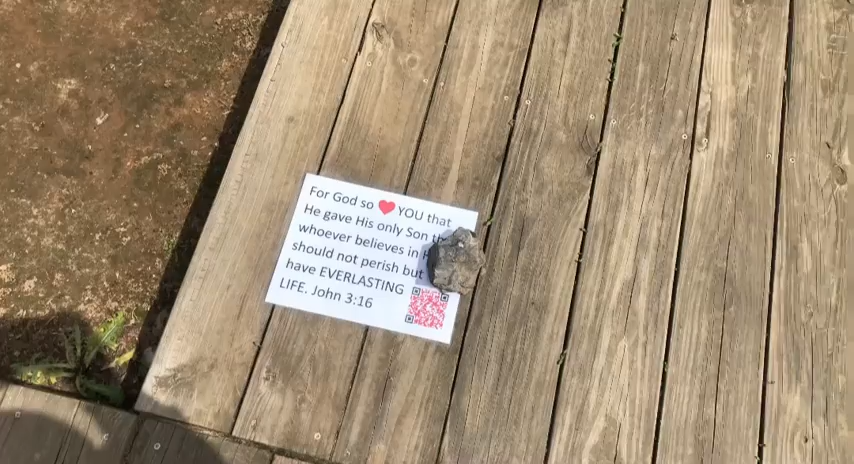 For God so ❤ YOU that
He gave His only Son
whoever believes in
should not perish but
have EVERLASTING
LIFE. John 3:16